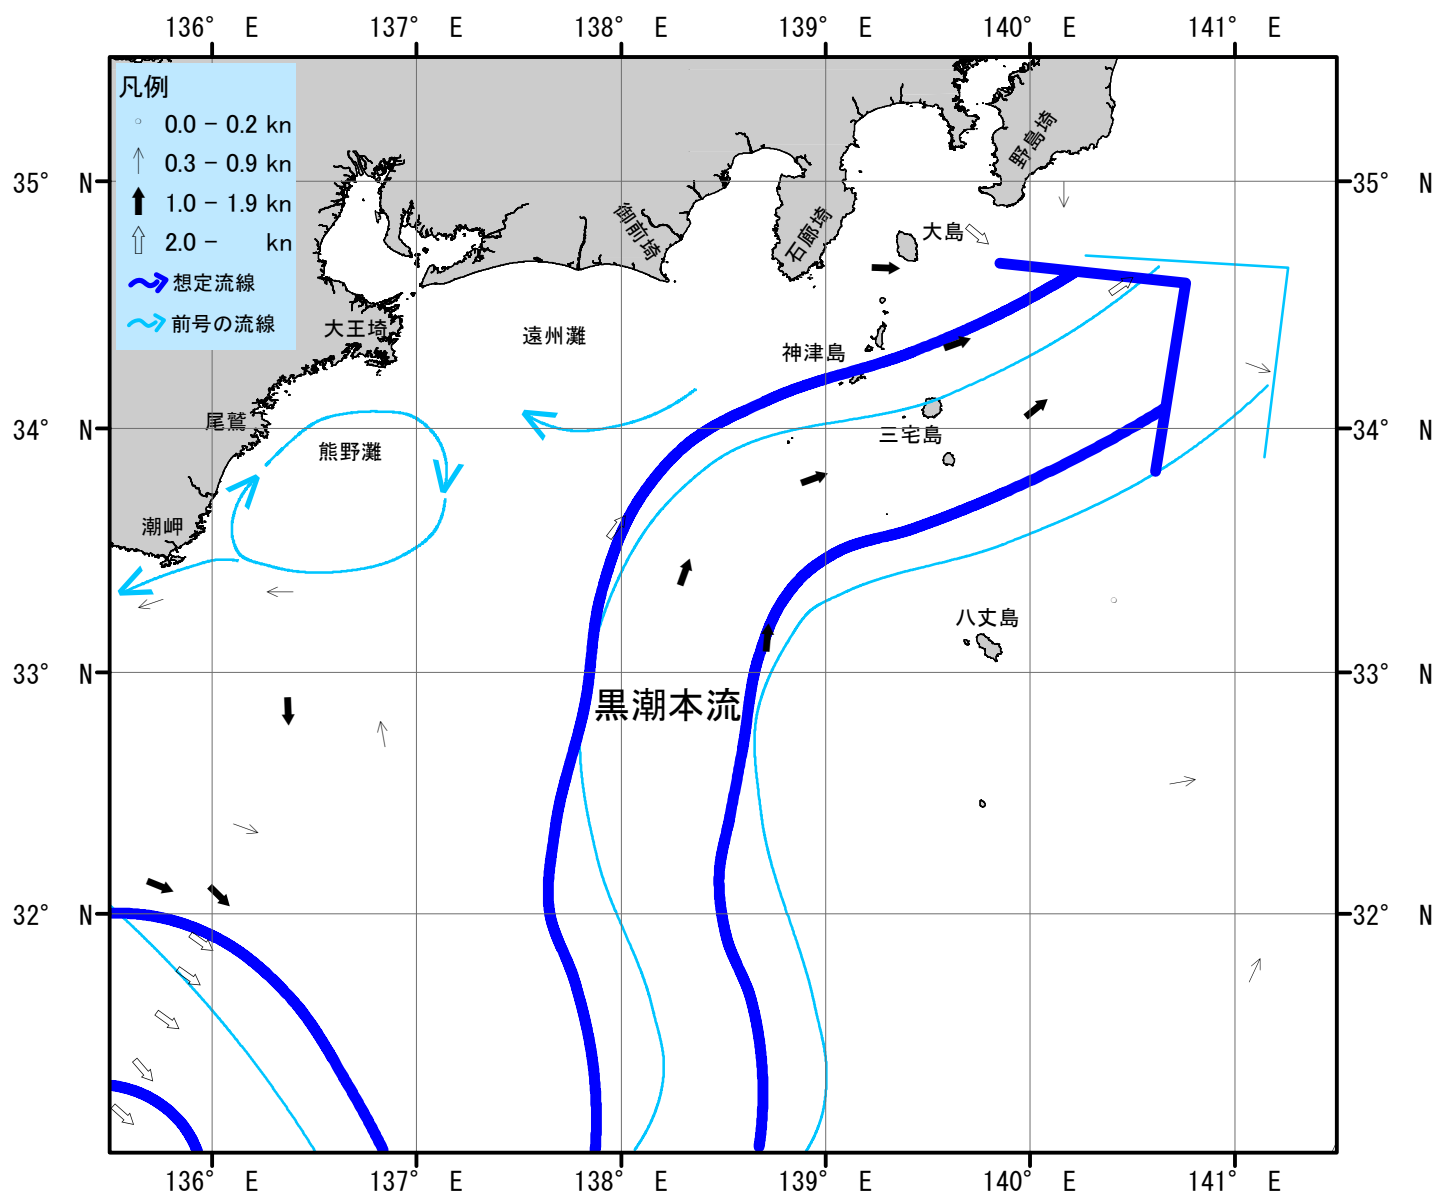 136° E 137° E 138° E 139° E 140° E 141° E
凡例
0.0 - 0.2 kn
0.3 - 0.9 kn
1.0 - 1.9 kn
2.0 - kn
想定流線
前号の流線
35° N
35° N
野島埼
御前埼
石廊埼
大島
大王埼
遠州灘
神津島
尾鷲
34° N
34° N
三宅島
熊野灘
潮岬
八丈島
33° N
33° N
黒潮本流
32° N
32° N
136° E 137° E 138° E 139° E 140° E 141° E